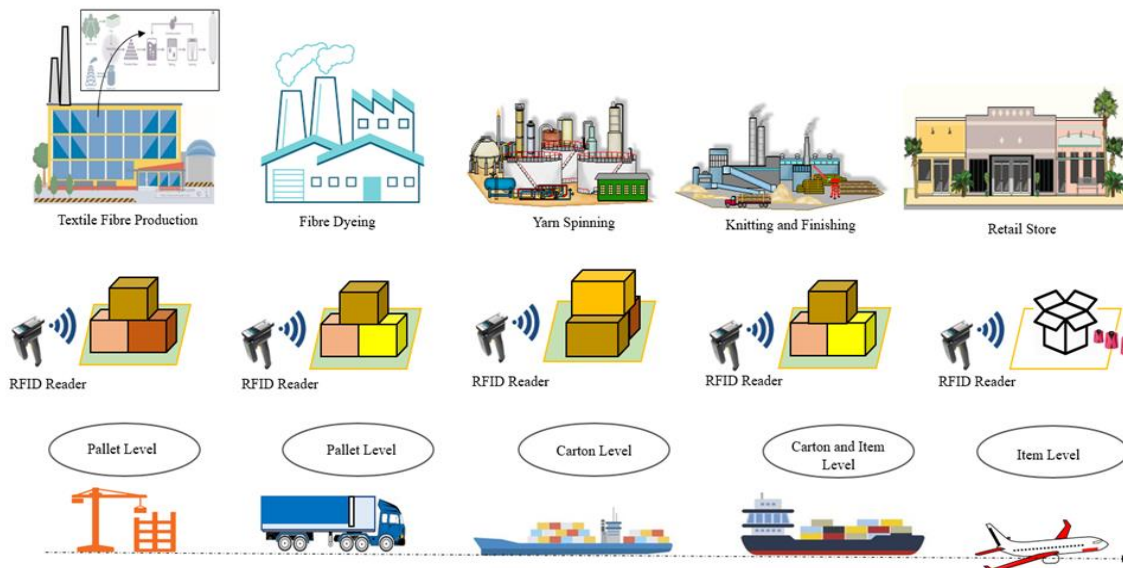 Textile Fibre Production
Fibre Dyeing
Yarn Spinning
Knitting and Finishing
Retail Store
RFID Reader
RFID Reader
RFID Reader
RFID Reader
RFID Reader
Pallet Level
Pallet Level
Carton Level
Carton and Item
Level
Item Level